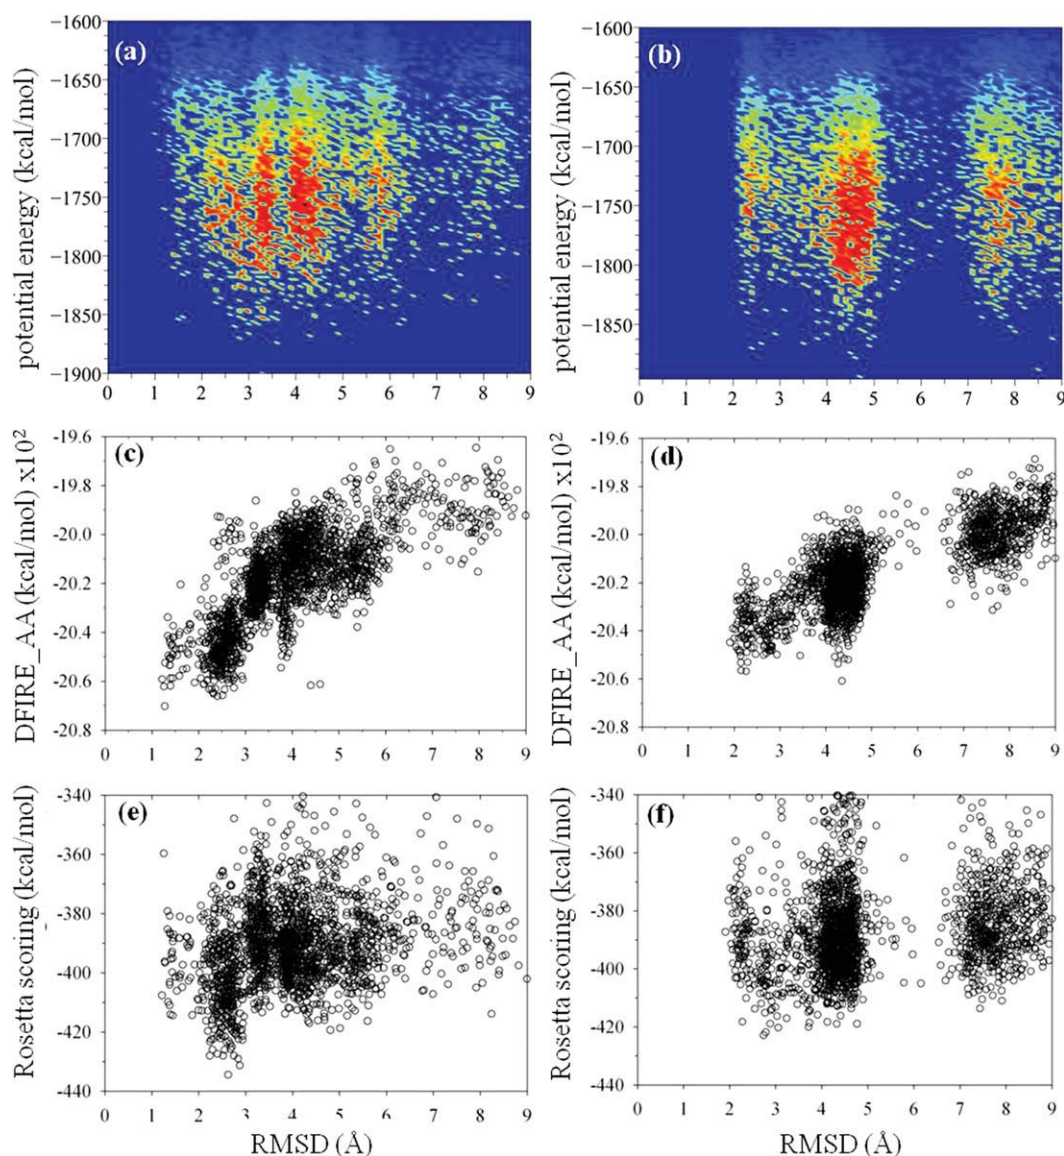 (a)
potential energy (kcal/mol)
−1600
−1650
−1700
−1750
−1800
−1850
−1900
0 1 2 3 4 5 6 7 8 9
(b)
potential energy (kcal/mol)
−1600
−1650
−1700
−1750
−1800
−1850
0 1 2 3 4 5 6 7 8 9
(c)
DFIRE_AA(kcal/mol) x10²
-19.6
-19.8
-20.0
-20.2
-20.4
-20.6
-20.8
0 1 2 3 4 5 6 7 8 9
(d)
DFIRE_AA(kcal/mol) x10²
-19.6
-19.8
-20.0
-20.2
-20.4
-20.6
-20.8
0 1 2 3 4 5 6 7 8 9
(e)
Rosetta scoring (kcal/mol)
-340
-360
-380
-400
-420
-440
0 1 2 3 4 5 6 7 8 9
RMSD (Å)
(f)
Rosetta scoring (kcal/mol)
-340
-360
-380
-400
-420
-440
0 1 2 3 4 5 6 7 8 9
RMSD (Å)